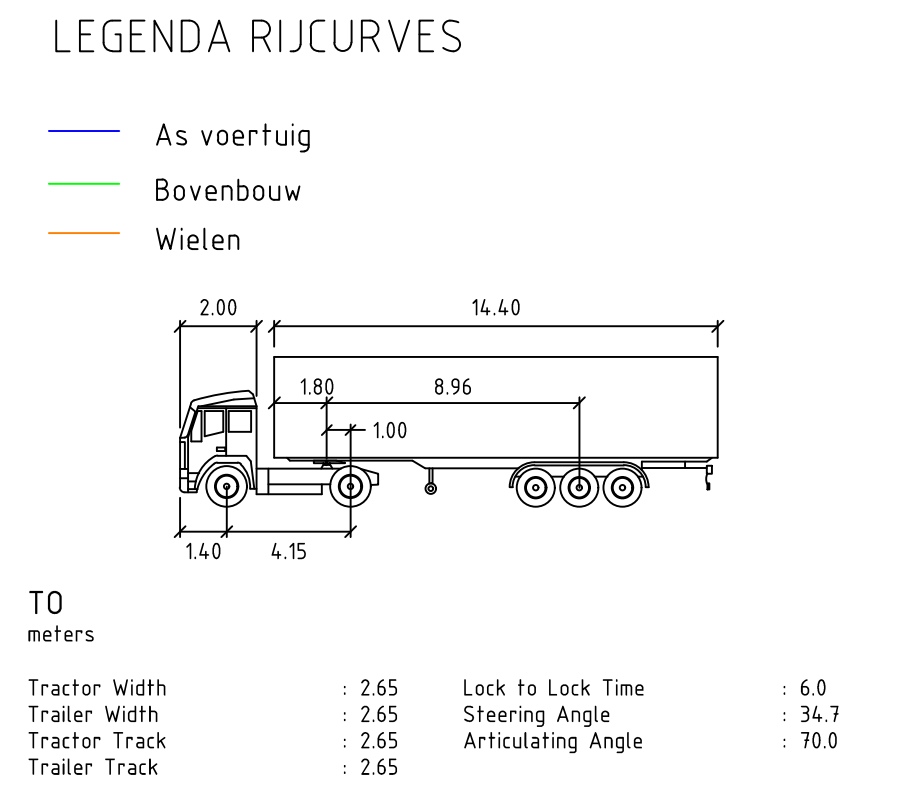 LEGENDA RIJCURVES
As voertuig
Bovenbouw
Wielen
2.00 14.40
1.80 8.96
1.00
1.40 4.15
TO
meters
Tractor Width : 2.65 Lock to Lock Time : 6.0
Trailer Width : 2.65 Steering Angle : 34.7
Tractor Track : 2.65 Articulating Angle : 70.0
Trailer Track : 2.65